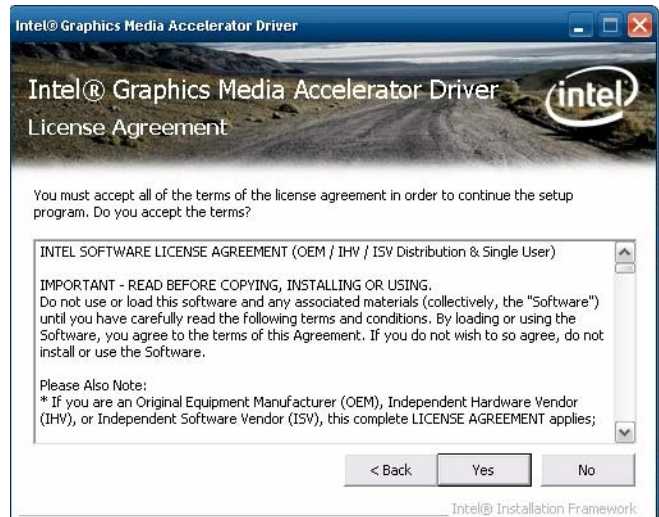 Intel® Graphics Media Accelerator Driver
Intel® Graphics Media Accelerator Driver
intel
License Agreement
You must accept all of the terms of the license agreement in order to continue the setup
program. Do you accept the terms?
INTEL SOFTWARE LICENSE AGREEMENT (OEM / IHV / ISV Distribution & Single User)
IMPORTANT - READ BEFORE COPYING, INSTALLING OR USING.
Do not use or load this software and any associated materials (collectively, the "Software")
until you have carefully read the following terms and conditions. By loading or using the
Software, you agree to the terms of this Agreement. If you do not wish to so agree, do not
install or use the Software.
Please Also Note:
* If you are an Original Equipment Manufacturer (OEM), Independent Hardware Vendor
(IHV), or Independent Software Vendor (ISV), this complete LICENSE AGREEMENT applies;
< Back Yes No
Intel® Installation Framework